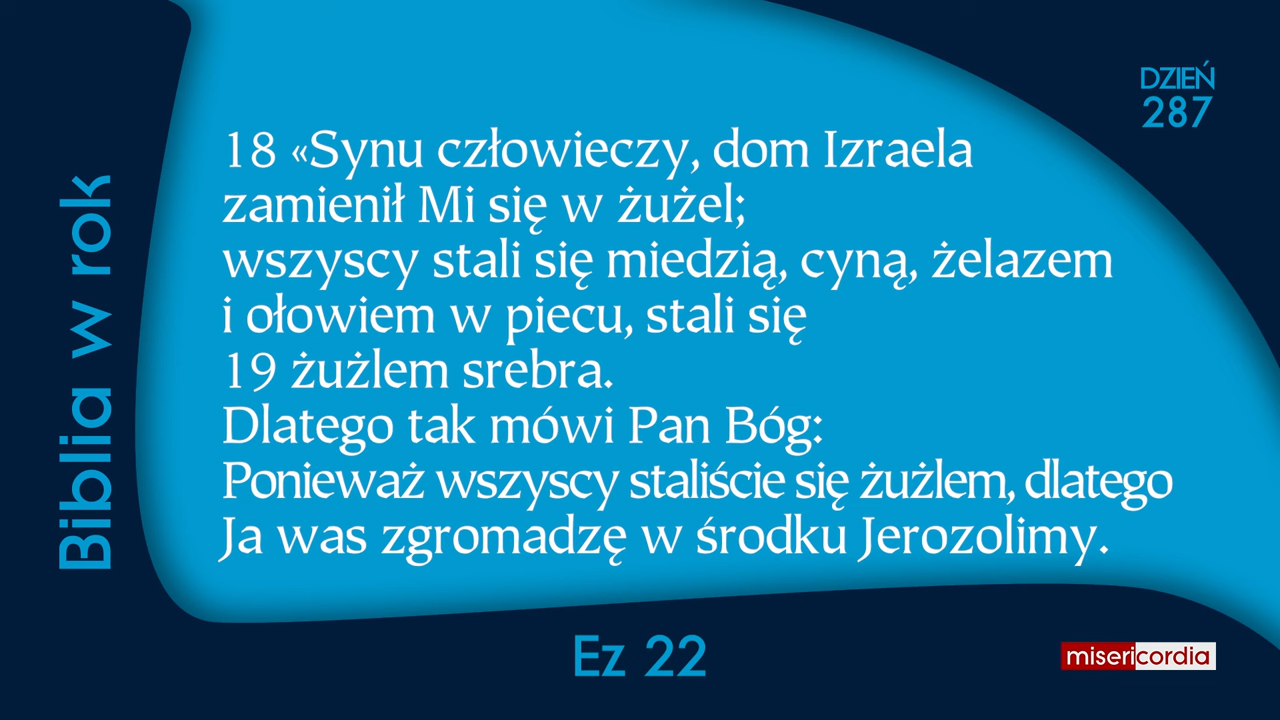 DZIEŃ
287
18 «Synu człowieczy, dom Izraela
zamienił Mi się w żużel;
wszyscy stali się miedzią, cyną, żelazem
i ołowiem w piecu, stali się
19 żużlem srebra.
Dlatego tak mówi Pan Bóg:
Ponieważ wszyscy staliście się żużlem, dlatego
Ja was zgromadzę w środku Jerozolimy.
Biblia w rok
Ez 22
misericordia